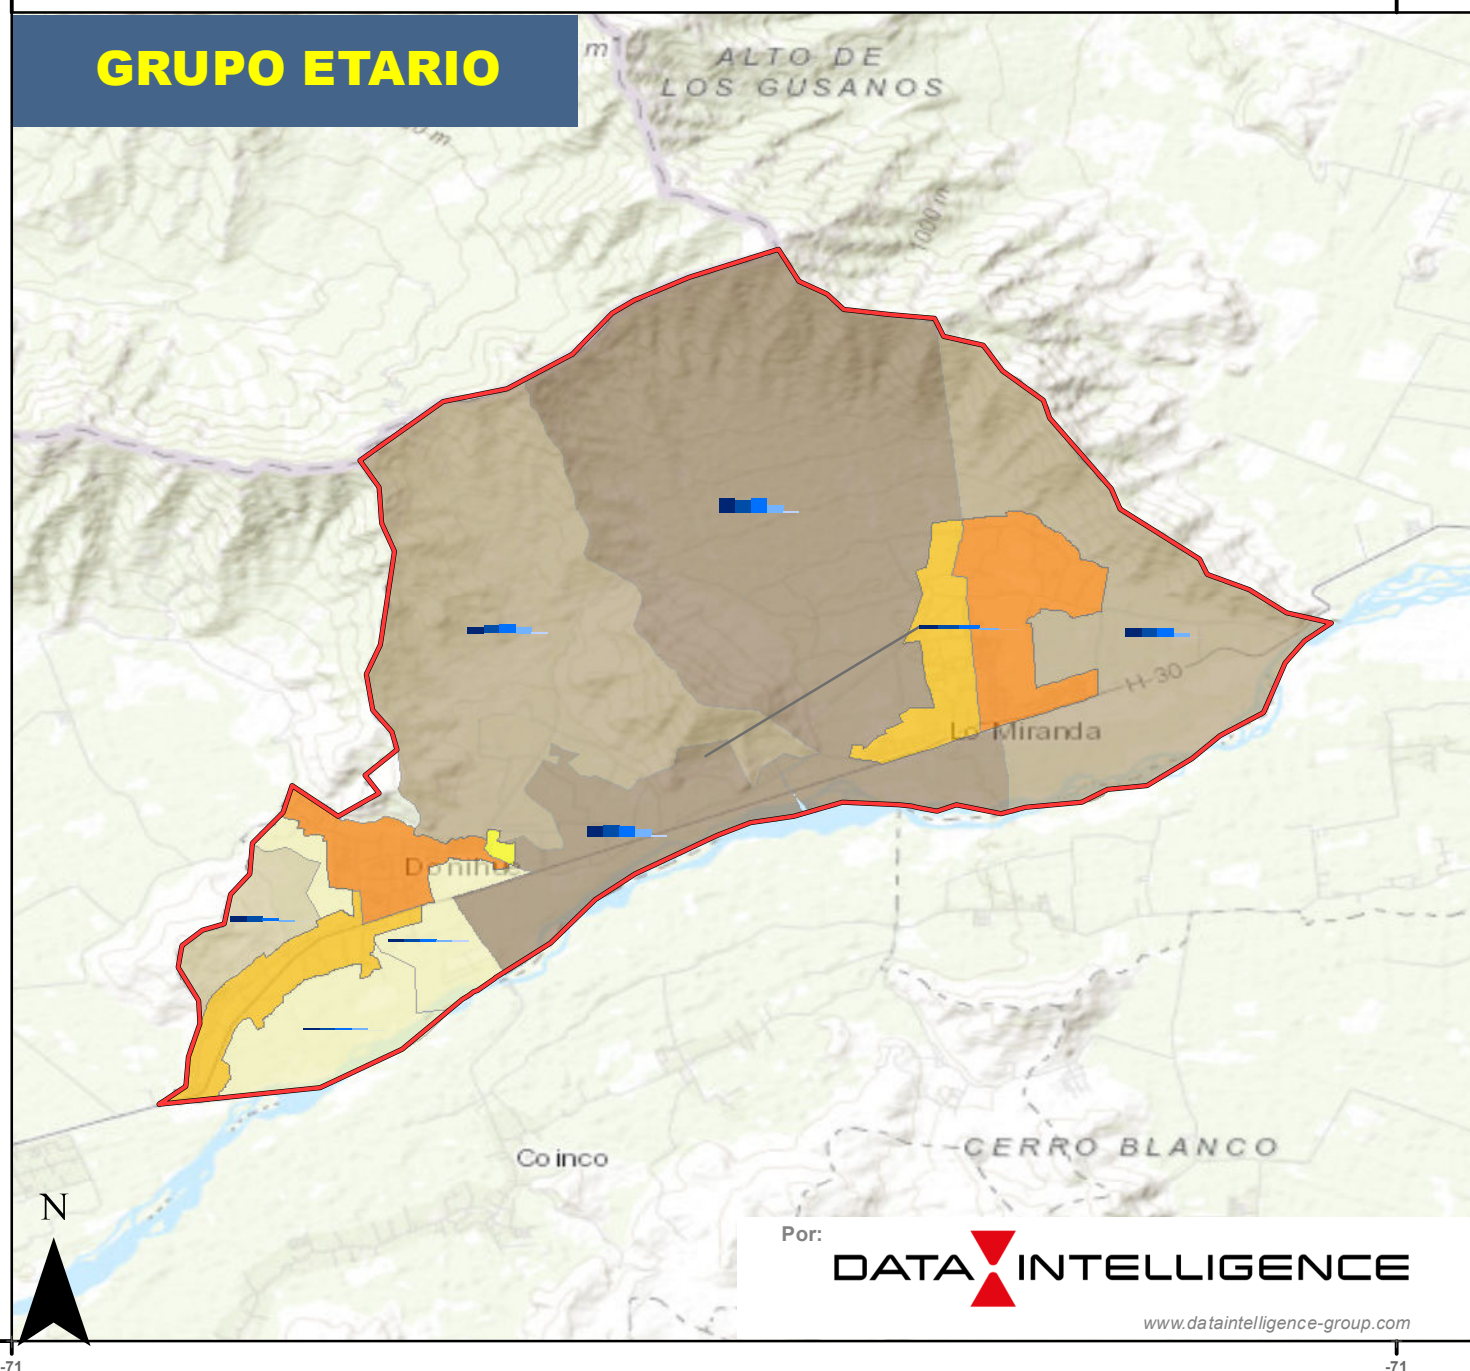 GRUPO ETARIO
m
ALTO DE
LOS GUSANOS
m
1000 m
H-30
Lo Miranda
Doñihue
Coinco
CERRO BLANCO
N
Por:
DATA INTELLIGENCE
www.dataintelligence-group.com
-71
-71